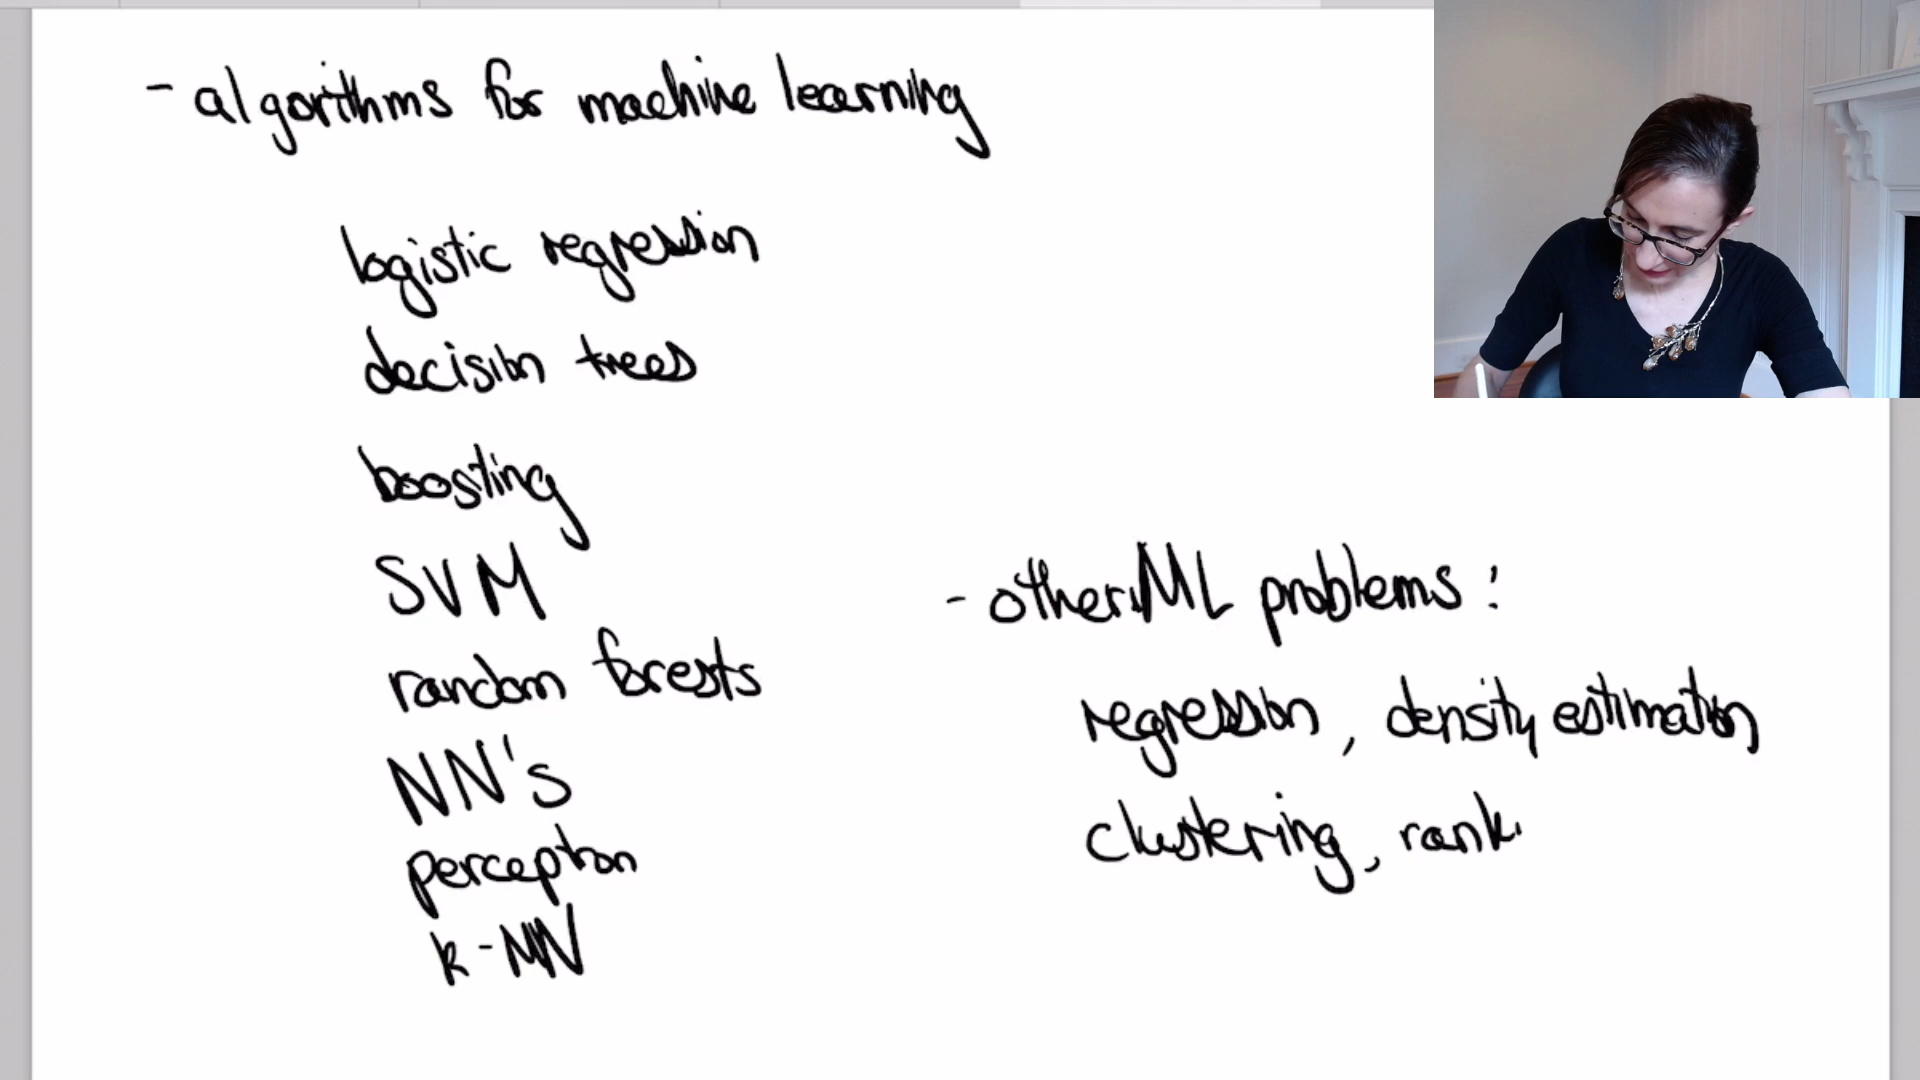 - algorithms for machine learning
logistic regression
decision trees
boosting
SVM
random forests
NN's
perceptron
k-NN
- other ML problems:
regression, density estimation
clustering, rank